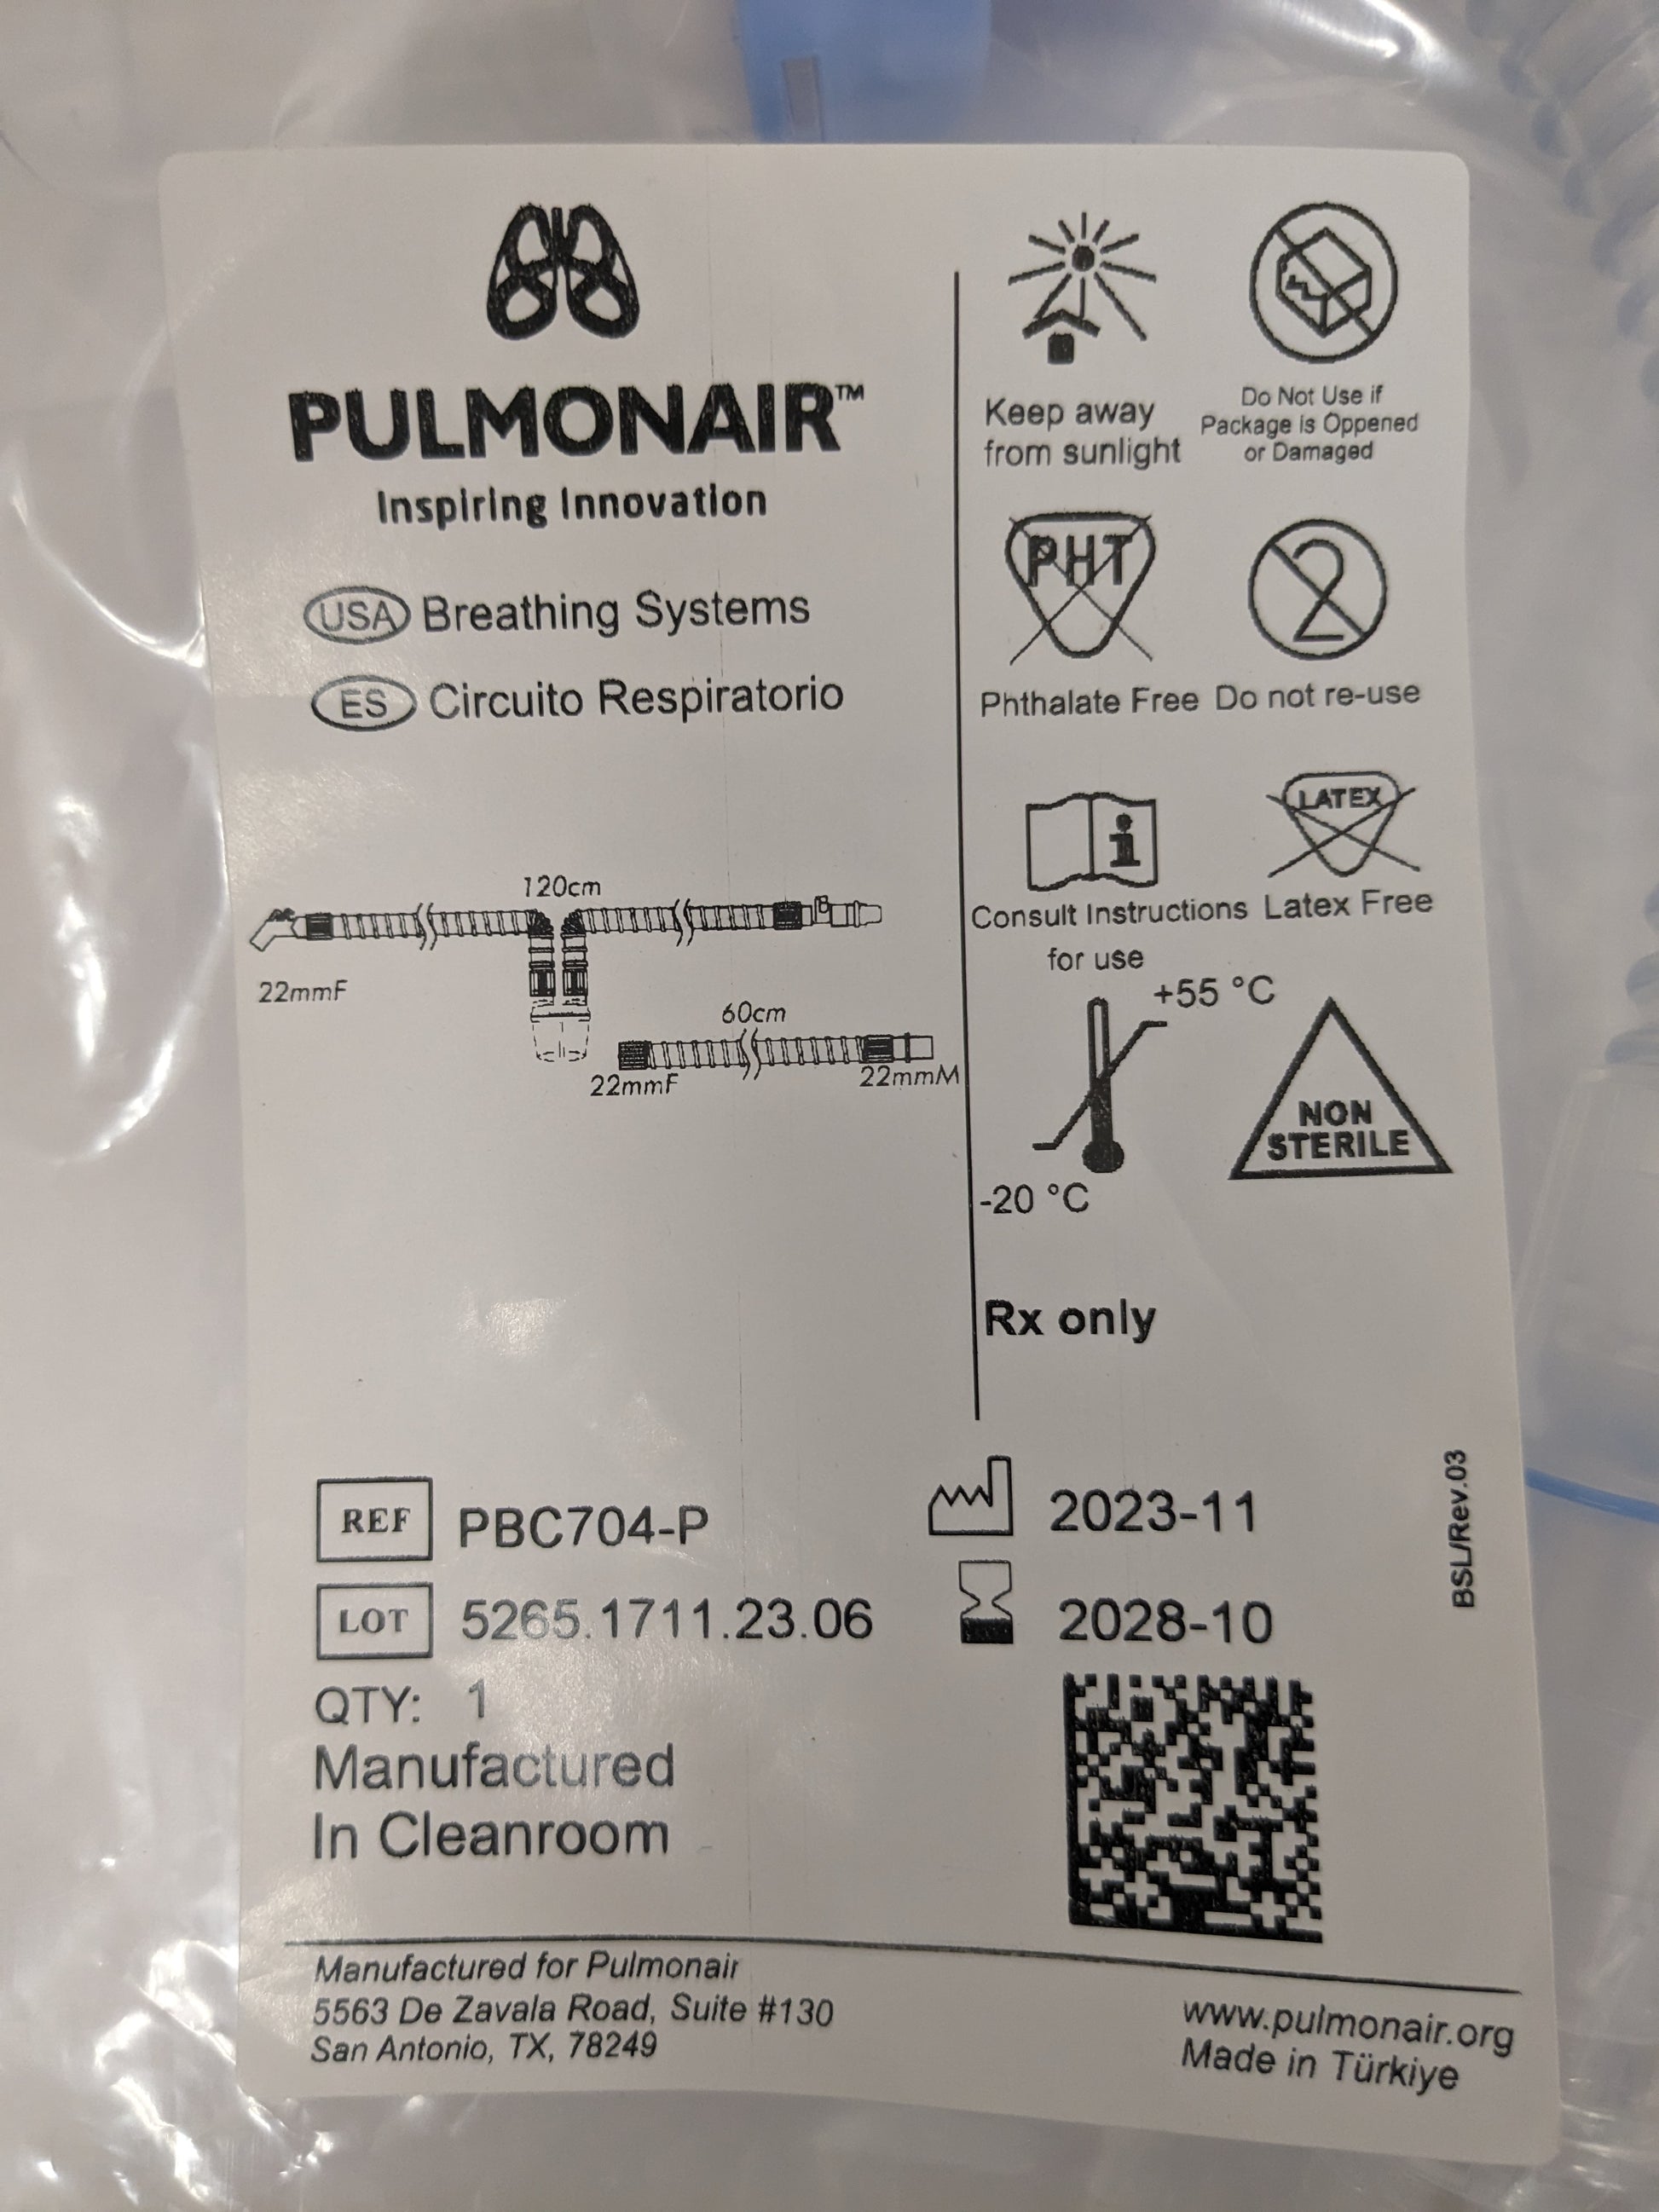 PULMONAIR™
Inspiring Innovation
USA Breathing Systems
ES Circuito Respiratorio
120cm
22mmF
60cm
22mmF
22mmM
Keep away
from sunlight
Do Not Use if
Package is Oppened
or Damaged
PHT
Phthalate Free
2
Do not re-use
i
Consult Instructions
for use
LATEX
Latex Free
+55 °C
-20 °C
NON
STERILE
Rx only
REF PBC704-P
LOT 5265.1711.23.06
QTY: 1
Manufactured
In Cleanroom
2023-11
2028-10
BSL/Rev.03
Manufactured for Pulmonair
5563 De Zavala Road, Suite #130
San Antonio, TX, 78249
www.pulmonair.org
Made in Türkiye